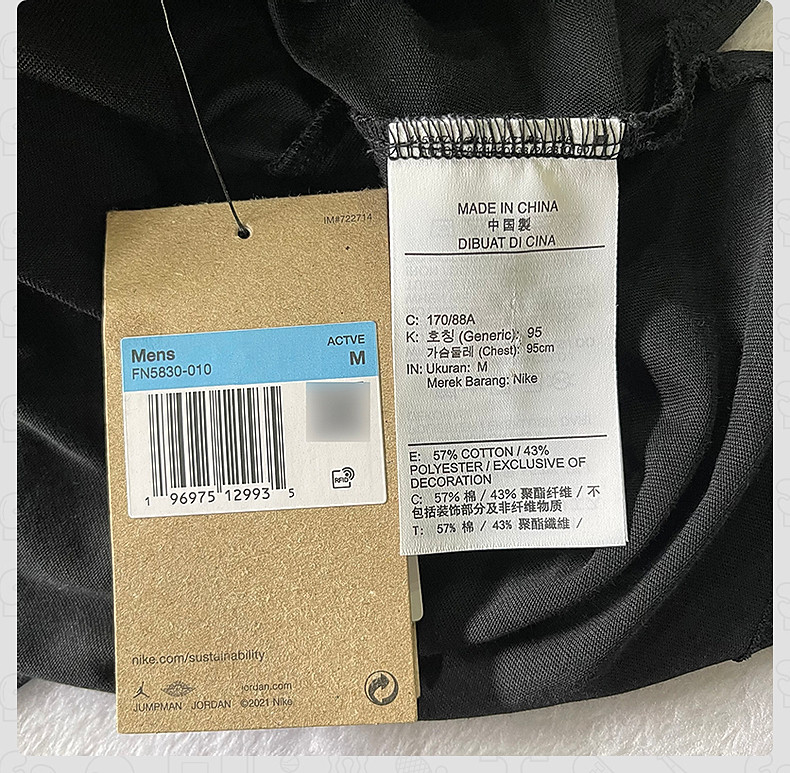 IM#722714
Mens
ACTVE
FN5830-010
M
RFID
1 96975 12993 5
nike.com/sustainability
jordan.com
JUMPMAN JORDAN ©2021 Nike
MADE IN CHINA
中国製
DIBUAT DI CINA
C: 170/88A
K: 호칭 (Generic): 95
가슴둘레 (Chest): 95cm
IN: Ukuran: M
Merek Barang: Nike
E: 57% COTTON / 43%
POLYESTER / EXCLUSIVE OF
DECORATION
C: 57% 棉 / 43% 聚酯纤维 / 不
包括装饰部分及非纤维物质
T: 57% 棉 / 43% 聚酯纖維 /